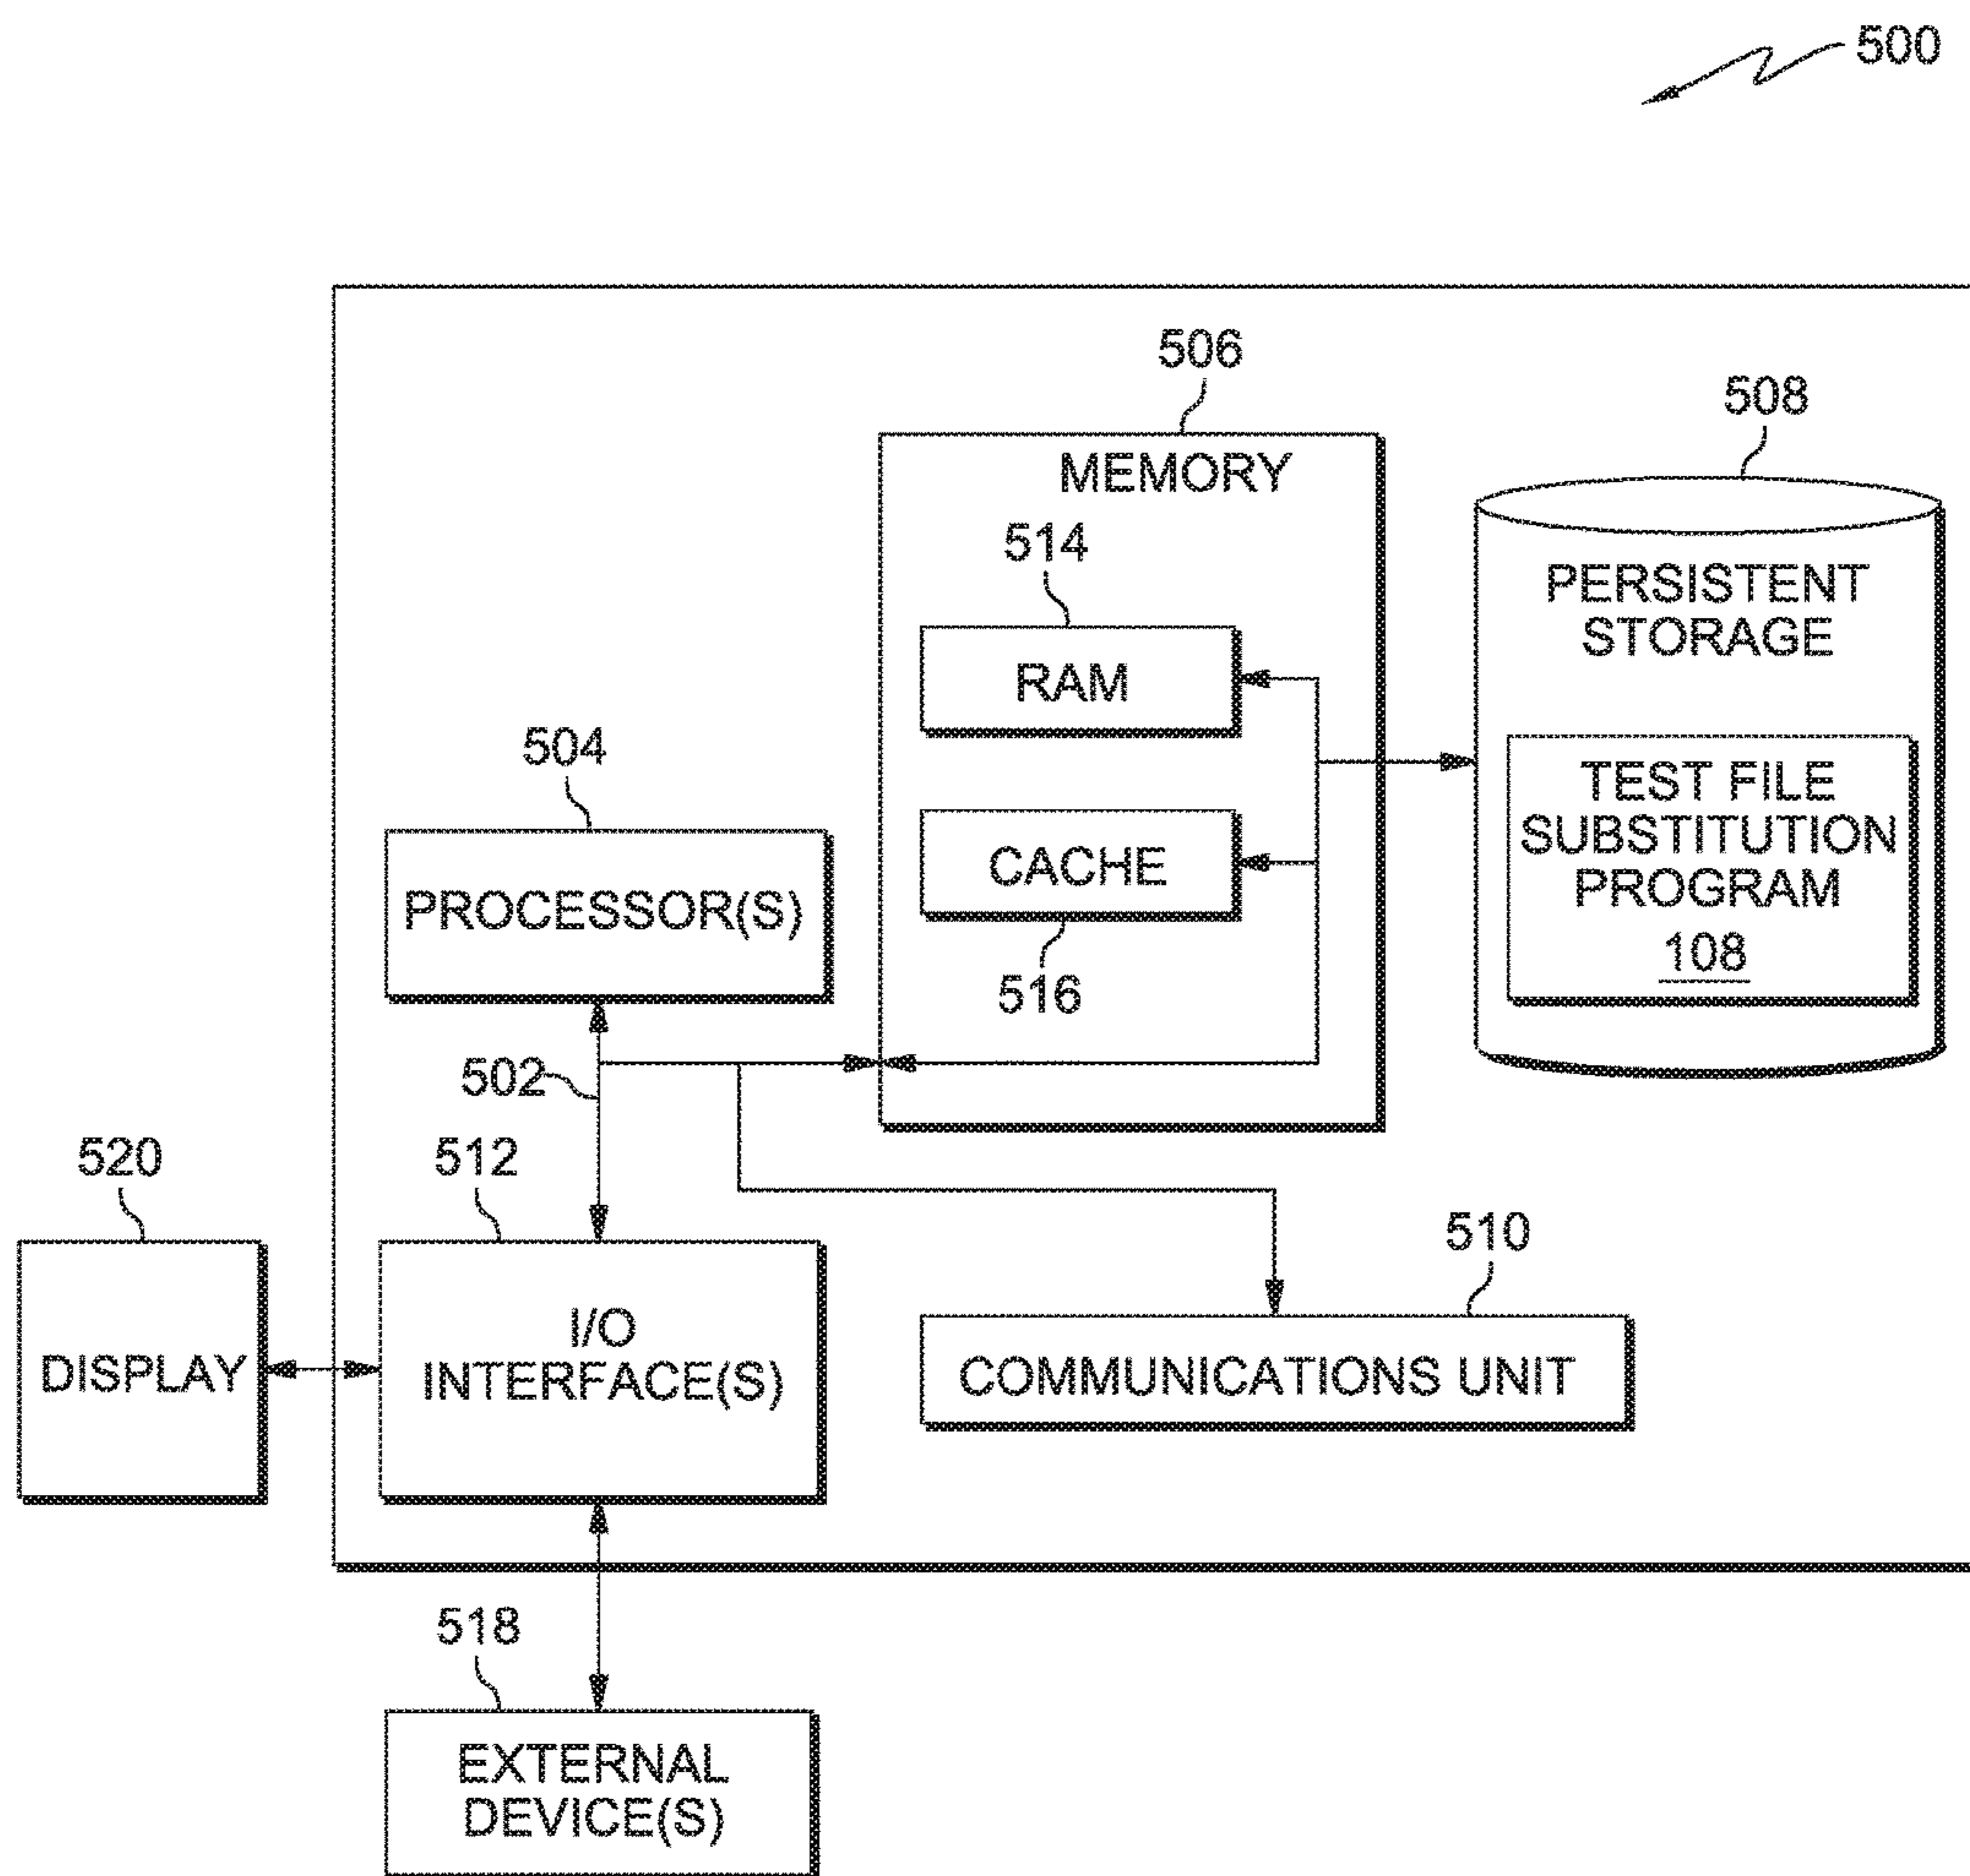 500
506
MEMORY
508
514
RAM
PERSISTENT
STORAGE
504
PROCESSOR(S)
CACHE
516
TEST FILE
SUBSTITUTION
PROGRAM
108
502
520
DISPLAY
512
I/O
INTERFACE(S)
510
COMMUNICATIONS UNIT
518
EXTERNAL
DEVICE(S)